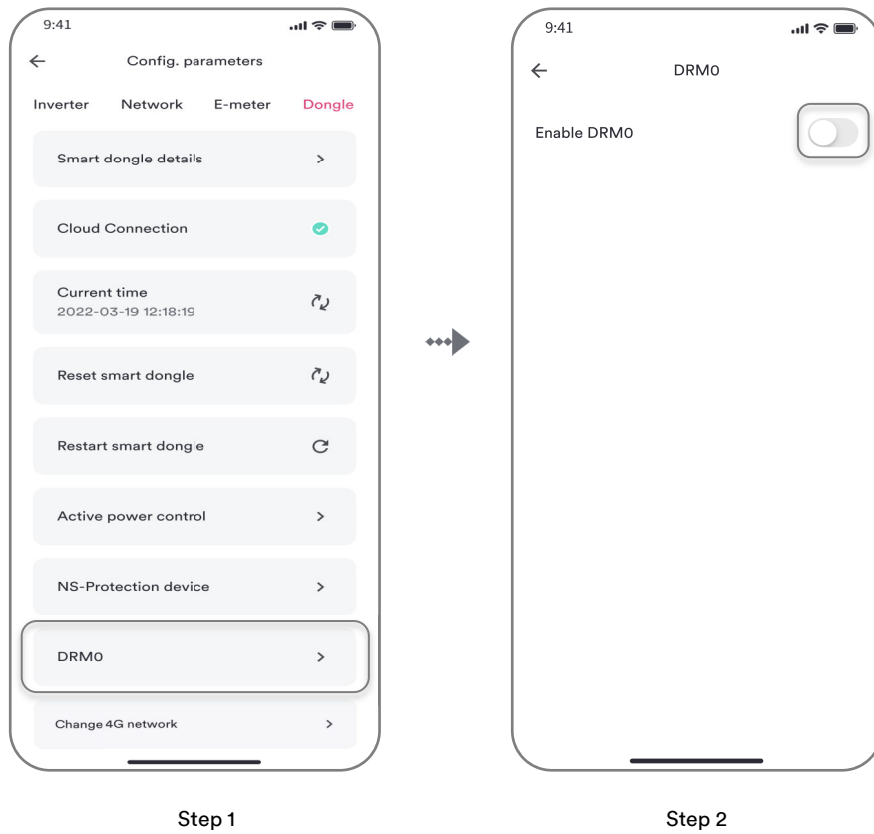 9:41
Config. parameters
Inverter Network E-meter Dongle
Smart dongle details
Cloud Connection
Current time
2022-03-19 12:18:19
Reset smart dongle
Restart smart dongle
Active power control
NS-Protection device
DRM0
Change 4G network
Step 1
9:41
DRM0
Enable DRM0
Step 2